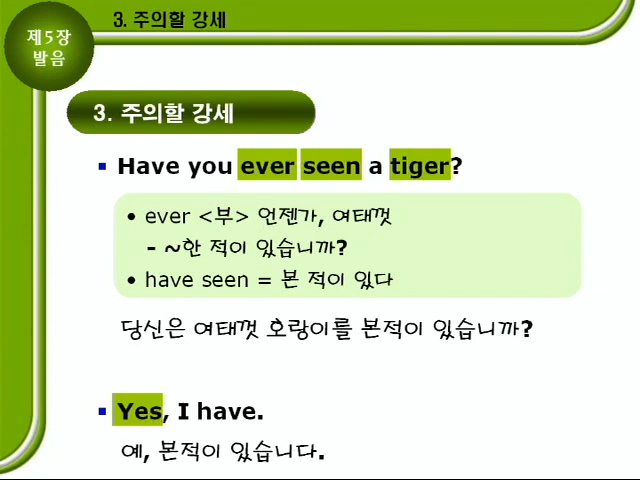 제5장
발음
3. 주의할 강세
3. 주의할 강세
▪ Have you ever seen a tiger?
• ever <부> 언젠가, 여태껏
- ~한 적이 있습니까?
• have seen = 본 적이 있다
당신은 여태껏 호랑이를 본적이 있습니까?
▪ Yes, I have.
예, 본적이 있습니다.